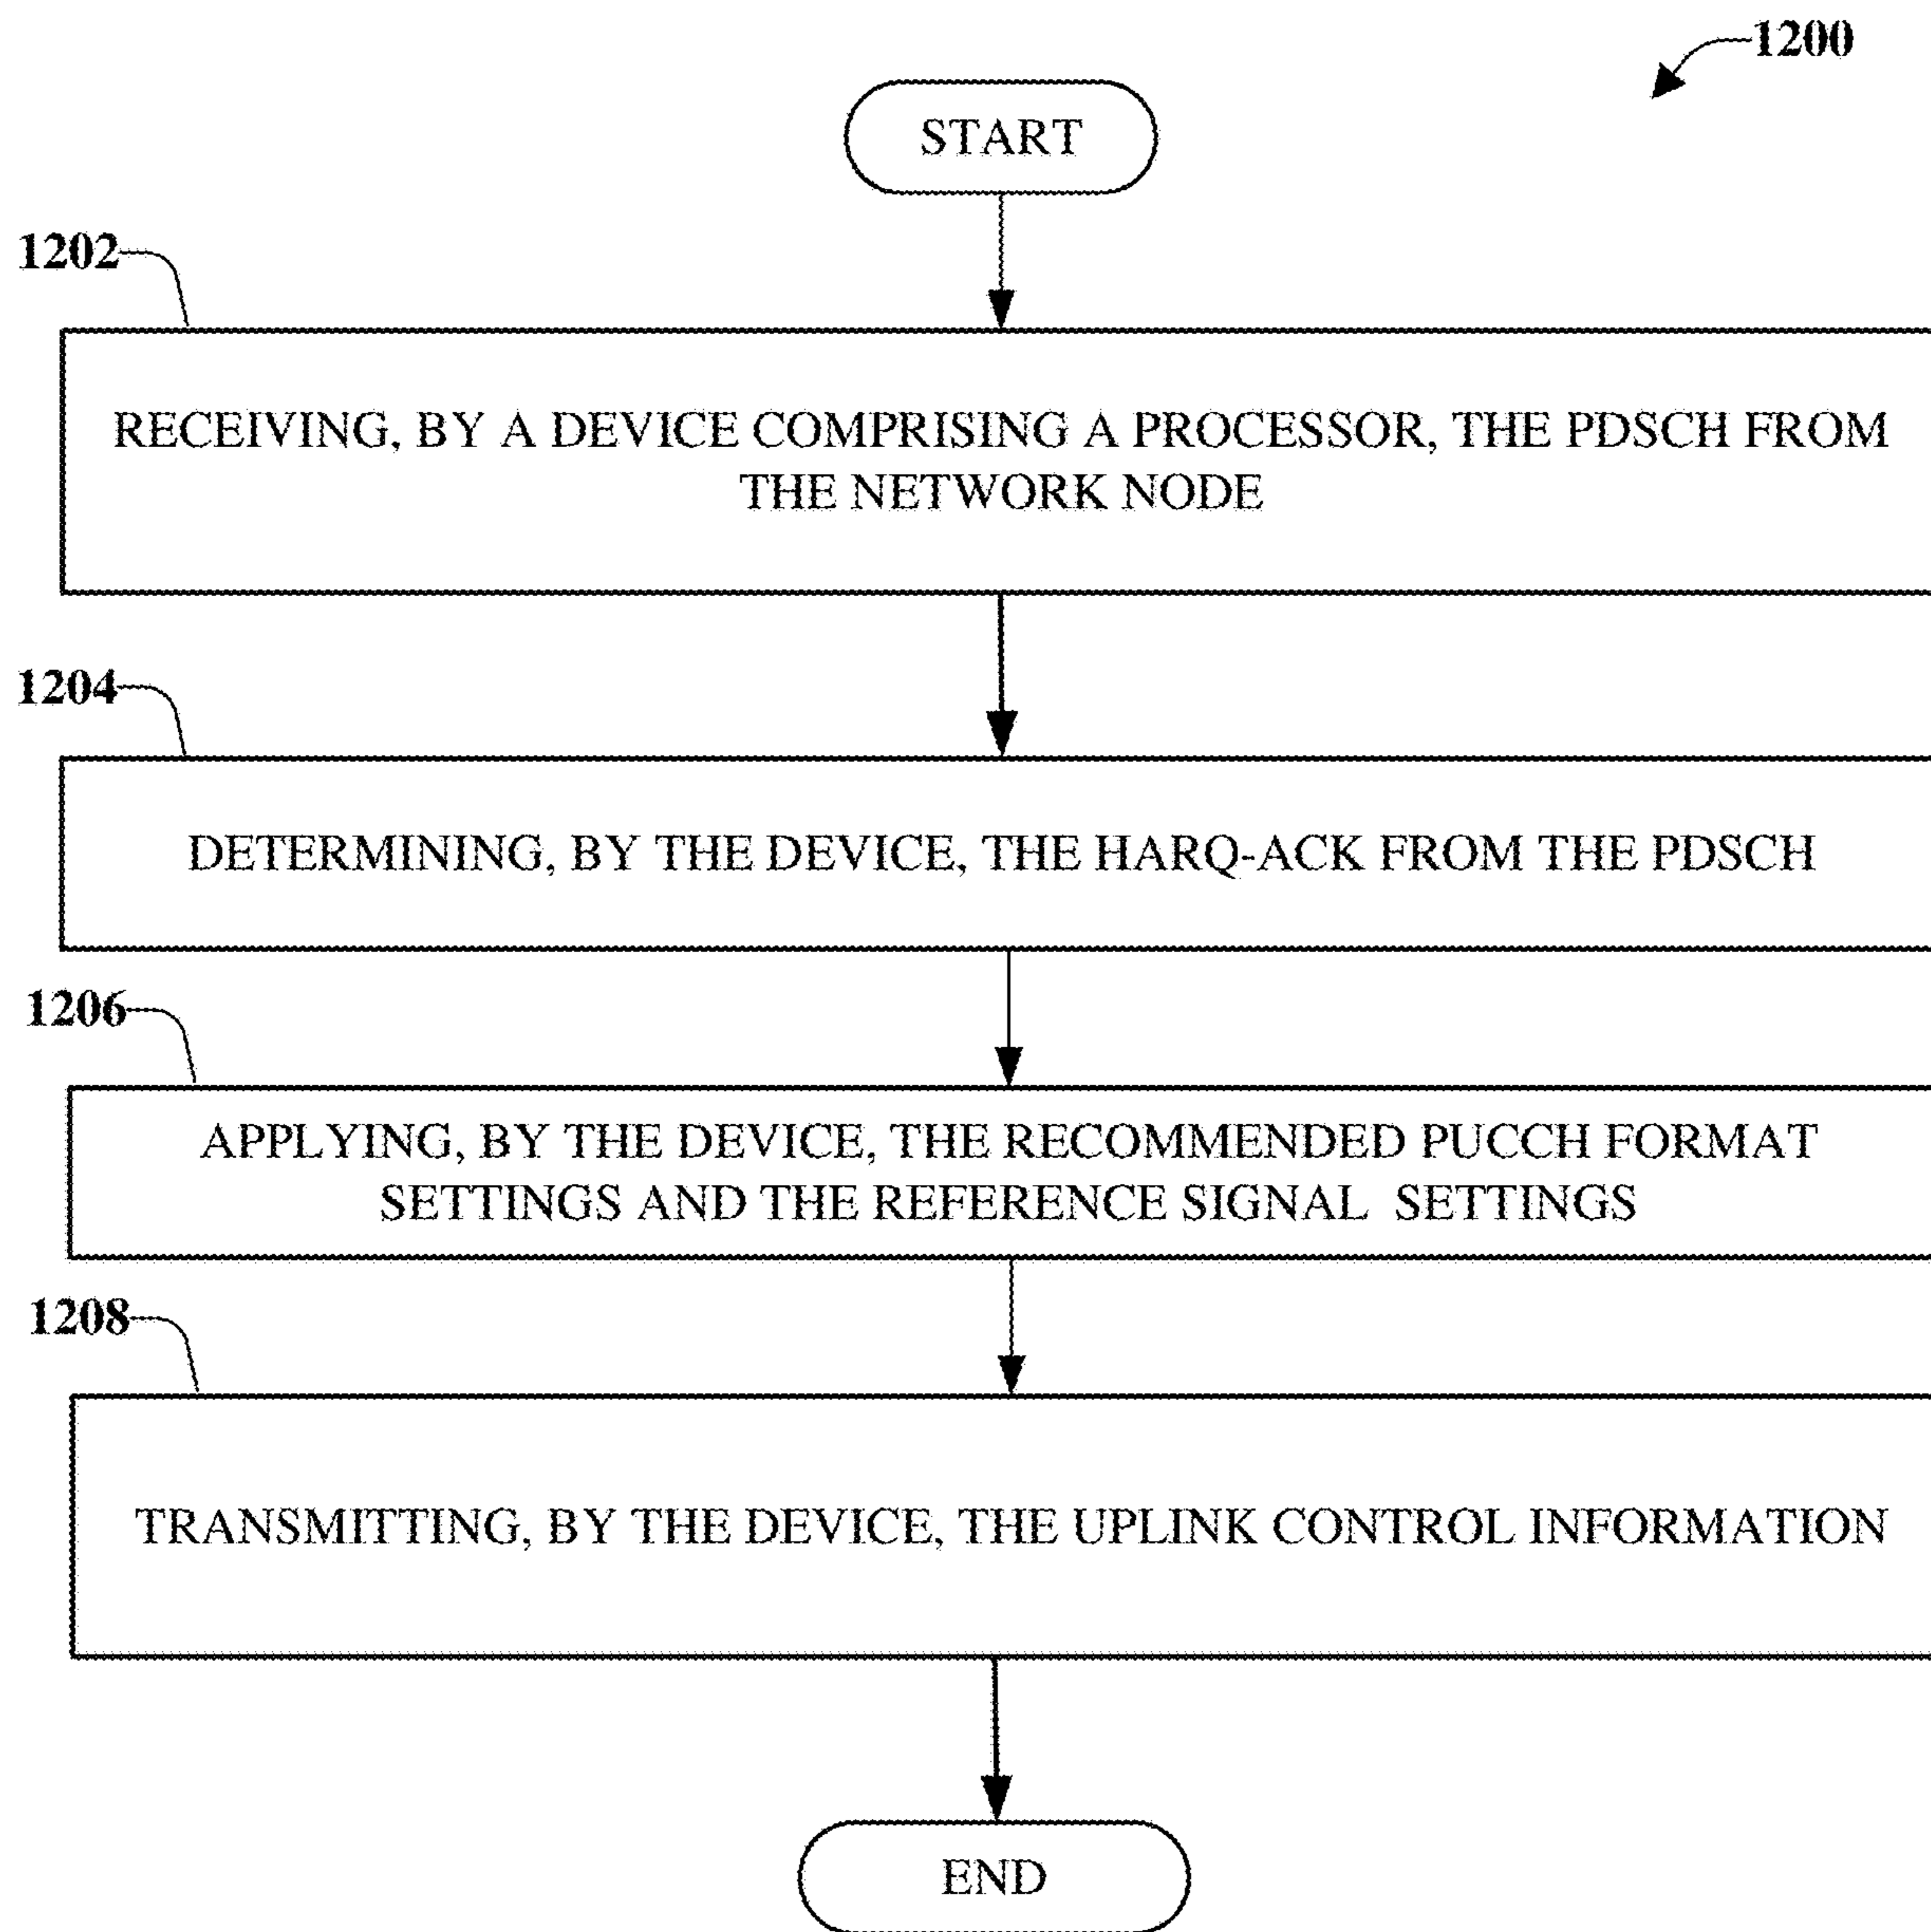 1200
START
1202
RECEIVING, BY A DEVICE COMPRISING A PROCESSOR, THE PDSCH FROM
THE NETWORK NODE
1204
DETERMINING, BY THE DEVICE, THE HARQ-ACK FROM THE PDSCH
1206
APPLYING, BY THE DEVICE, THE RECOMMENDED PUCCH FORMAT
SETTINGS AND THE REFERENCE SIGNAL SETTINGS
1208
TRANSMITTING, BY THE DEVICE, THE UPLINK CONTROL INFORMATION
END